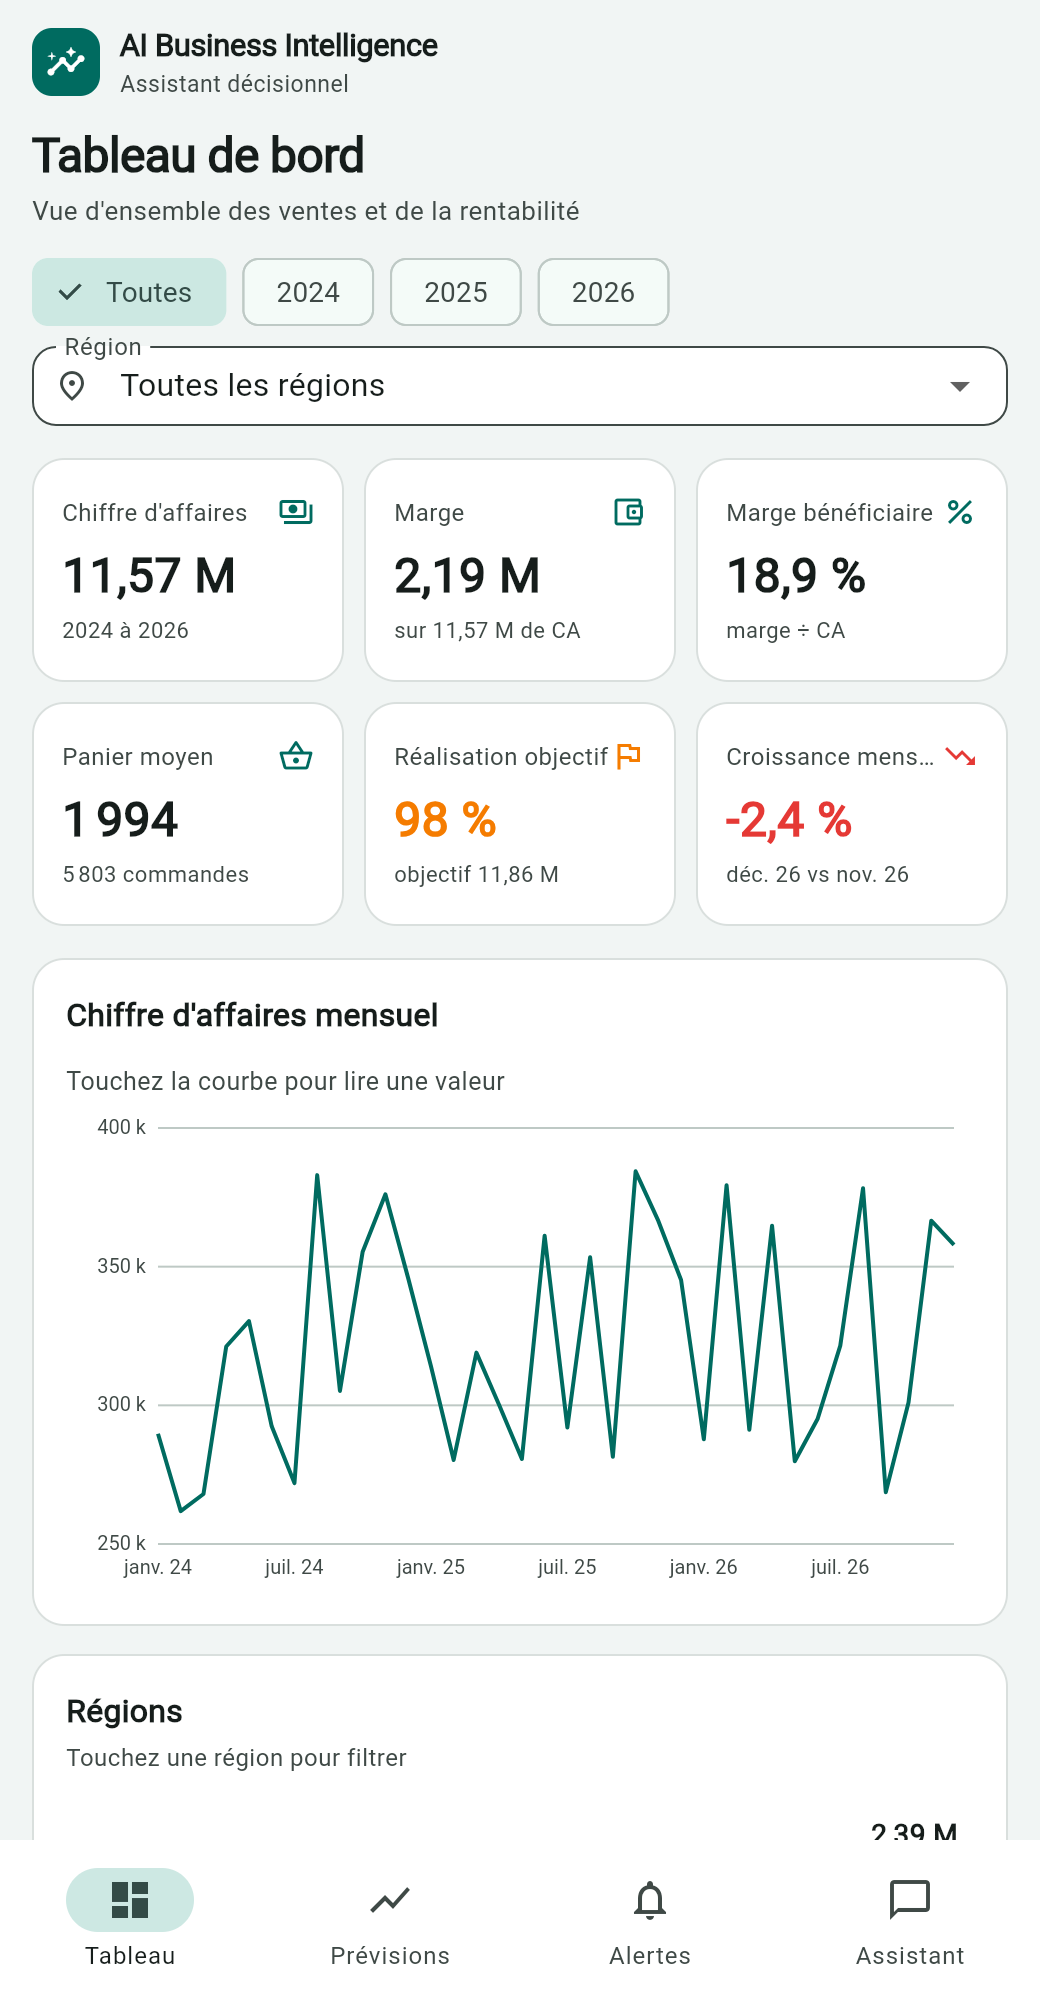 AI Business Intelligence
Assistant décisionnel
Tableau de bord
Vue d'ensemble des ventes et de la rentabilité
Toutes
2024
2025
2026
Région
Toutes les régions
Chiffre d'affaires
11,57 M
2024 à 2026
Marge
2,19 M
sur 11,57 M de CA
Marge bénéficiaire
18,9 %
marge ÷ CA
Panier moyen
1 994
5 803 commandes
Réalisation objectif
98 %
objectif 11,86 M
Croissance mens…
-2,4 %
déc. 26 vs nov. 26
Chiffre d'affaires mensuel
Touchez la courbe pour lire une valeur
400 k
350 k
300 k
250 k
janv. 24 juil. 24 janv. 25 juil. 25 janv. 26 juil. 26
Régions
Touchez une région pour filtrer
2,39 M
Tableau
Prévisions
Alertes
Assistant